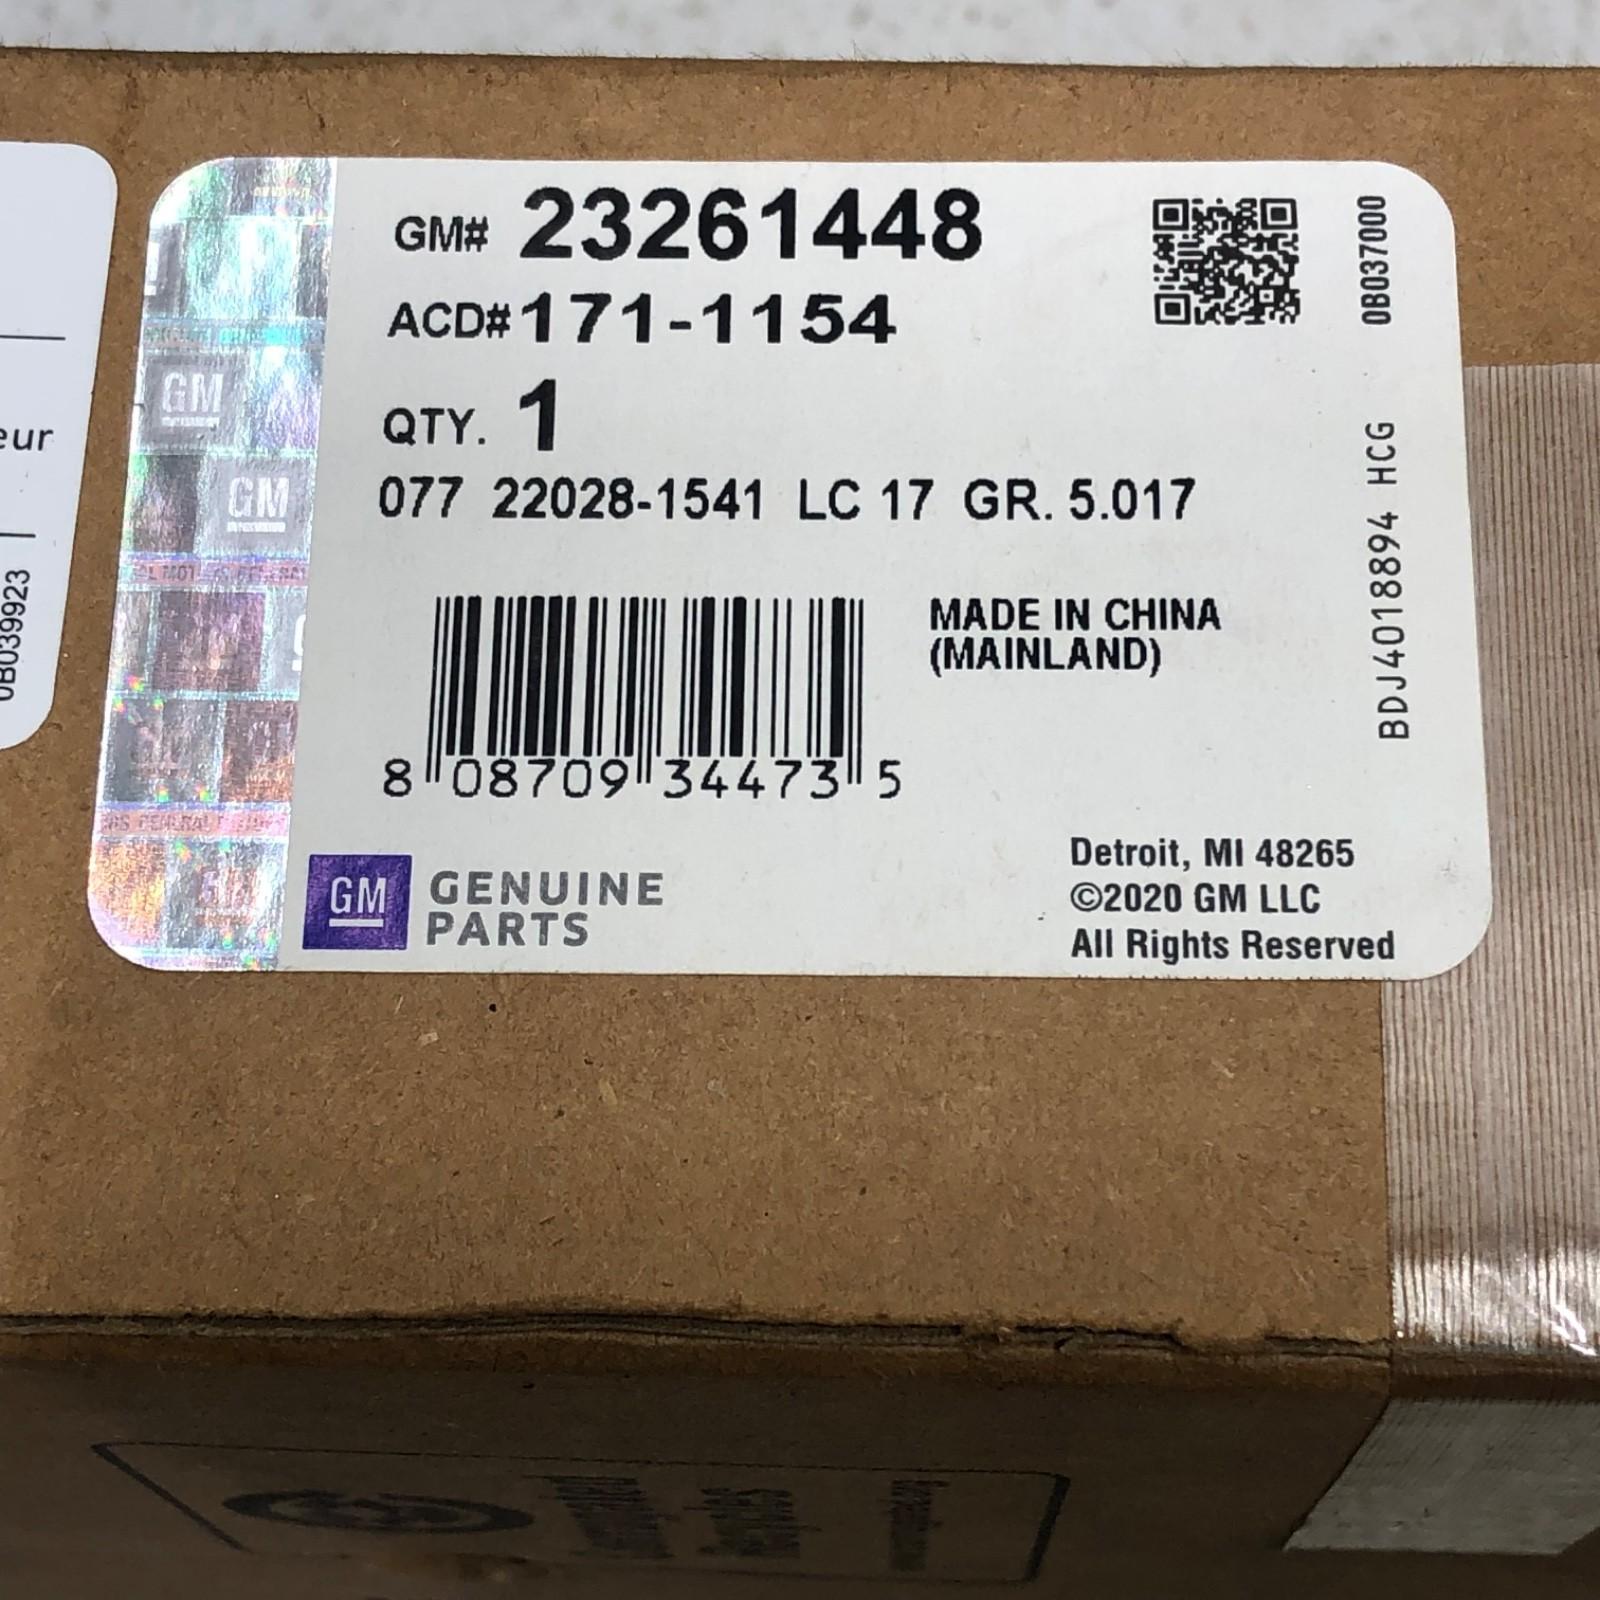 GM# 23261448
ACD# 171-1154
QTY. 1
077 22028-1541 LC 17 GR. 5.017
8 08709 34473 5
MADE IN CHINA
(MAINLAND)
GM GENUINE
PARTS
Detroit, MI 48265
©2020 GM LLC
All Rights Reserved
0B037000
BDJ4018894 HCG
eur
0B039923
GM
GM